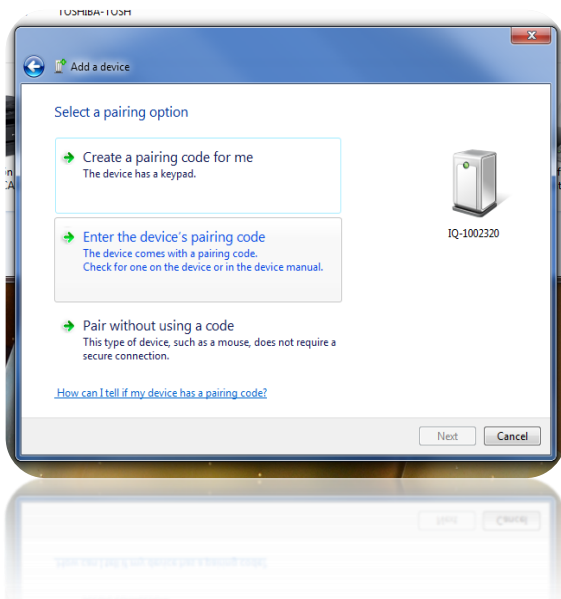 TOSHIBA-TOSH
Add a device
Select a pairing option
Create a pairing code for me
The device has a keypad.
Enter the device's pairing code
The device comes with a pairing code.
Check for one on the device or in the device manual.
IQ-1002320
Pair without using a code
This type of device, such as a mouse, does not require a
secure connection.
How can I tell if my device has a pairing code?
Next
Cancel